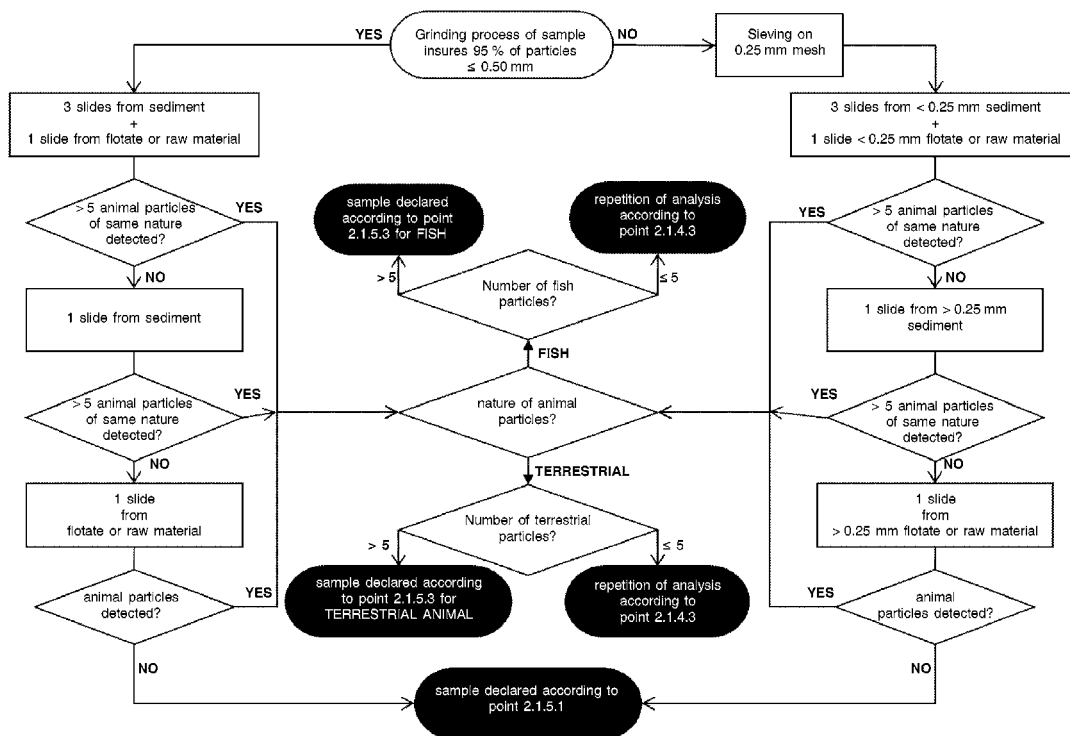 Grinding process of sample
insures 95 % of particles
≤ 0.50 mm
YES
NO
Sieving on
0.25 mm mesh
3 slides from sediment
+
1 slide from flotate or raw material
3 slides from < 0.25 mm sediment
+
1 slide < 0.25 mm flotate or raw material
> 5 animal particles
of same nature
detected?
YES
NO
sample declared
according to point
2.1.5.3 for FISH
repetition of analysis
according to
point 2.1.4.3
YES
> 5 animal particles
of same nature
detected?
NO
> 5
Number of fish
particles?
≤ 5
1 slide from sediment
1 slide from > 0.25 mm
sediment
FISH
> 5 animal particles
of same nature
detected?
YES
NO
nature of animal
particles?
YES
> 5 animal particles
of same nature
detected?
NO
TERRESTRIAL
1 slide
from
flotate or raw material
Number of terrestrial
particles?
> 5
≤ 5
1 slide
from
> 0.25 mm flotate or raw material
animal particles
detected?
YES
NO
sample declared according
to point 2.1.5.3 for
TERRESTRIAL ANIMAL
repetition of analysis
according to
point 2.1.4.3
YES
animal
particles detected?
NO
sample declared according to
point 2.1.5.1